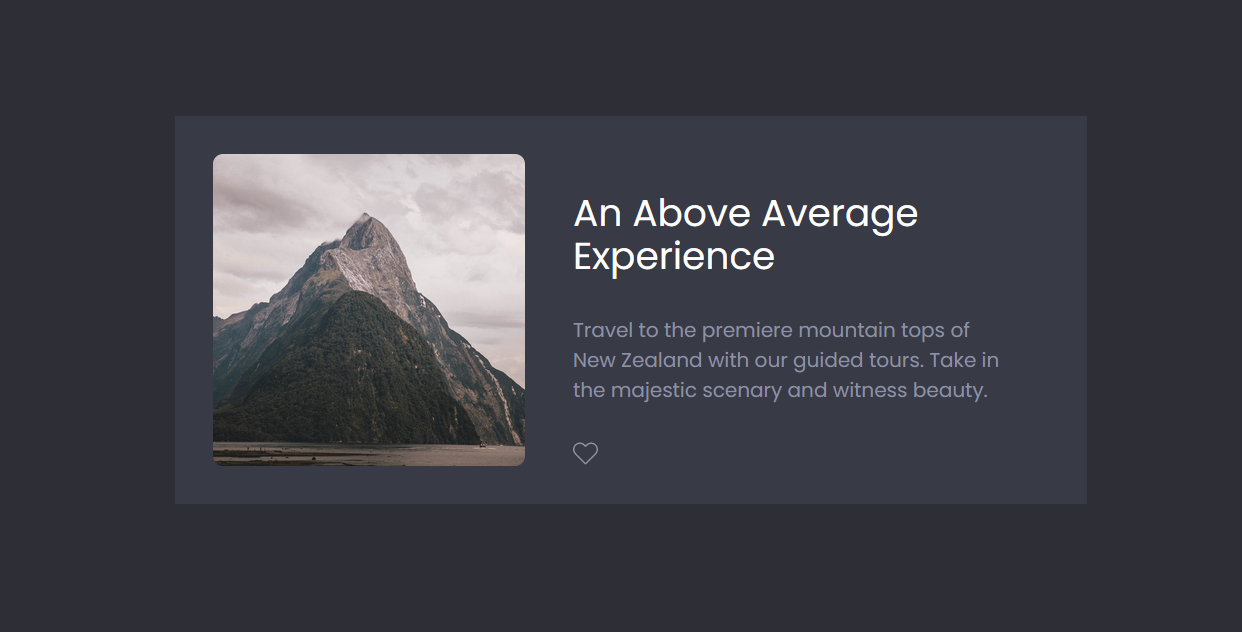 An Above Average
Experience
Travel to the premiere mountain tops of
New Zealand with our guided tours. Take in
the majestic scenary and witness beauty.